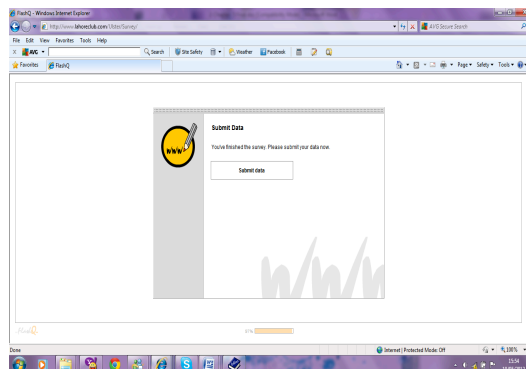 FlashQ - Windows Internet Explorer
http://www.lahoreclub.com/Ulster/Survey/
AVG Secure Search
File Edit View Favorites Tools Help
x AVG Search Site Safety Weather Facebook
Favorites FlashQ
Page Safety Tools
www
Submit Data
You've finished the survey. Please submit your data now.
Submit data
www
FlashQ
Done
Internet | Protected Mode: Off
100%
15:54